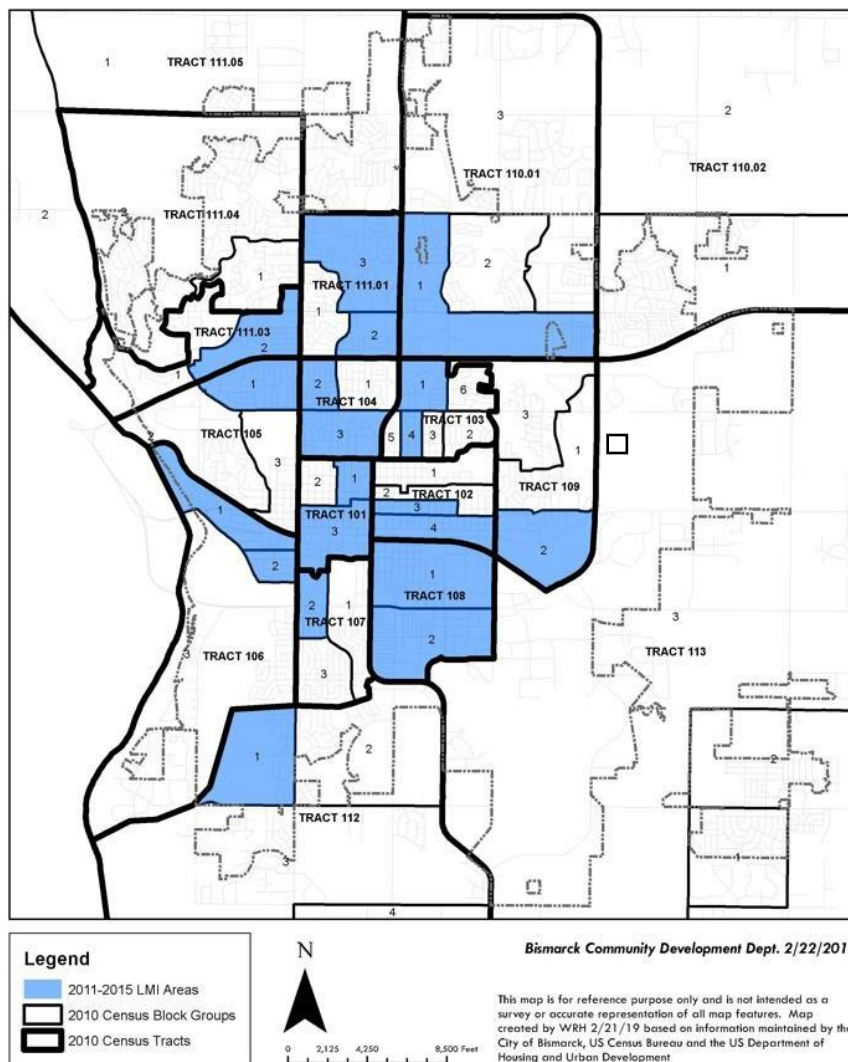 1
TRACT 111.05
3
2
TRACT 110.01
TRACT 110.02
TRACT 111.04
2
1
3
2
1
TRACT 111.01
1
1
TRACT 111.03
2
2
1
1
2
1
1
6
TRACT 104
3
TRACT 103
TRACT 105
3
5
4
3
2
1
3
2
1
1
TRACT 109
2
TRACT 102
1
TRACT 101
3
3
4
2
2
1
2
1
TRACT 108
TRACT 107
3
2
TRACT 113
3
TRACT 106
3
1
2
2
TRACT 112
3
1
4
Legend
2011-2015 LMI Areas
2010 Census Block Groups
2010 Census Tracts
N
0 2,125 4,250 8,500 Feet
Bismarck Community Development Dept. 2/22/201
This map is for reference purpose only and is not intended as a
survey or accurate representation of all map features. Map
created by WRH 2/21/19 based on information maintained by the
City of Bismarck, US Census Bureau and the US Department of
Housing and Urban Development